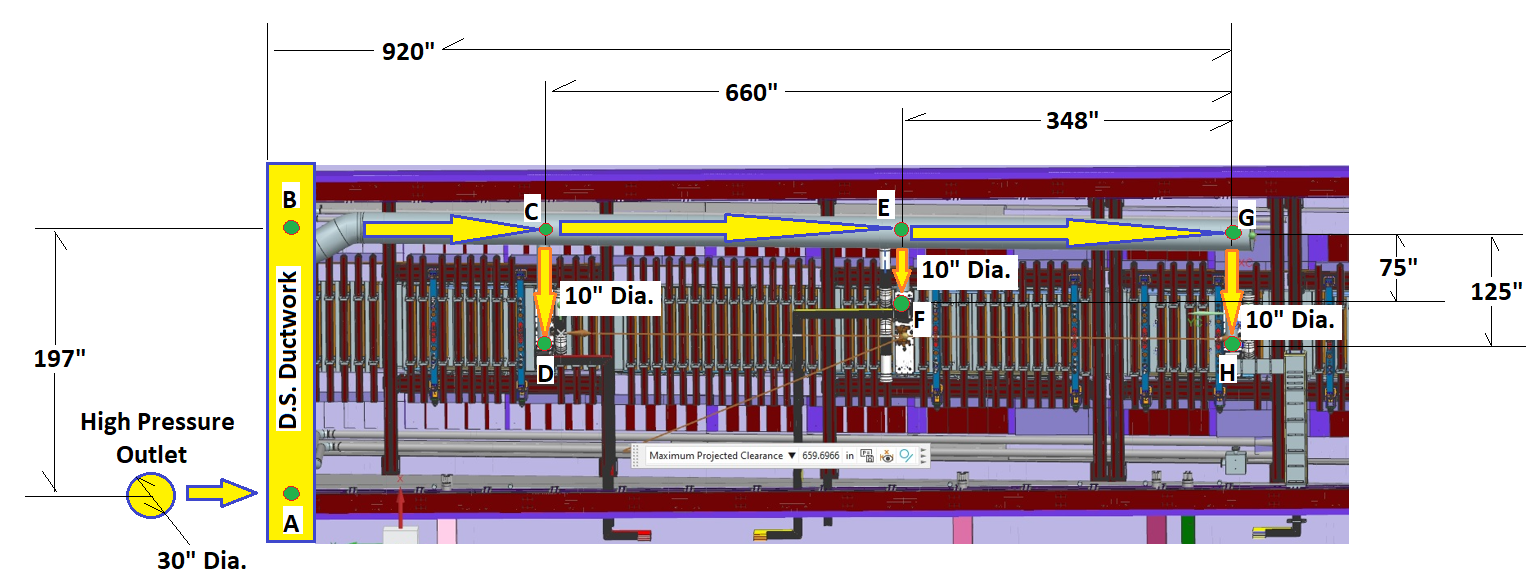 920"
660"
348"
B
C
E
G
10" Dia.
75"
10" Dia.
125"
F
10" Dia.
197"
D.S. Ductwork
D
H
High Pressure
Outlet
Maximum Projected Clearance ▼ 659.6966 in
A
30" Dia.